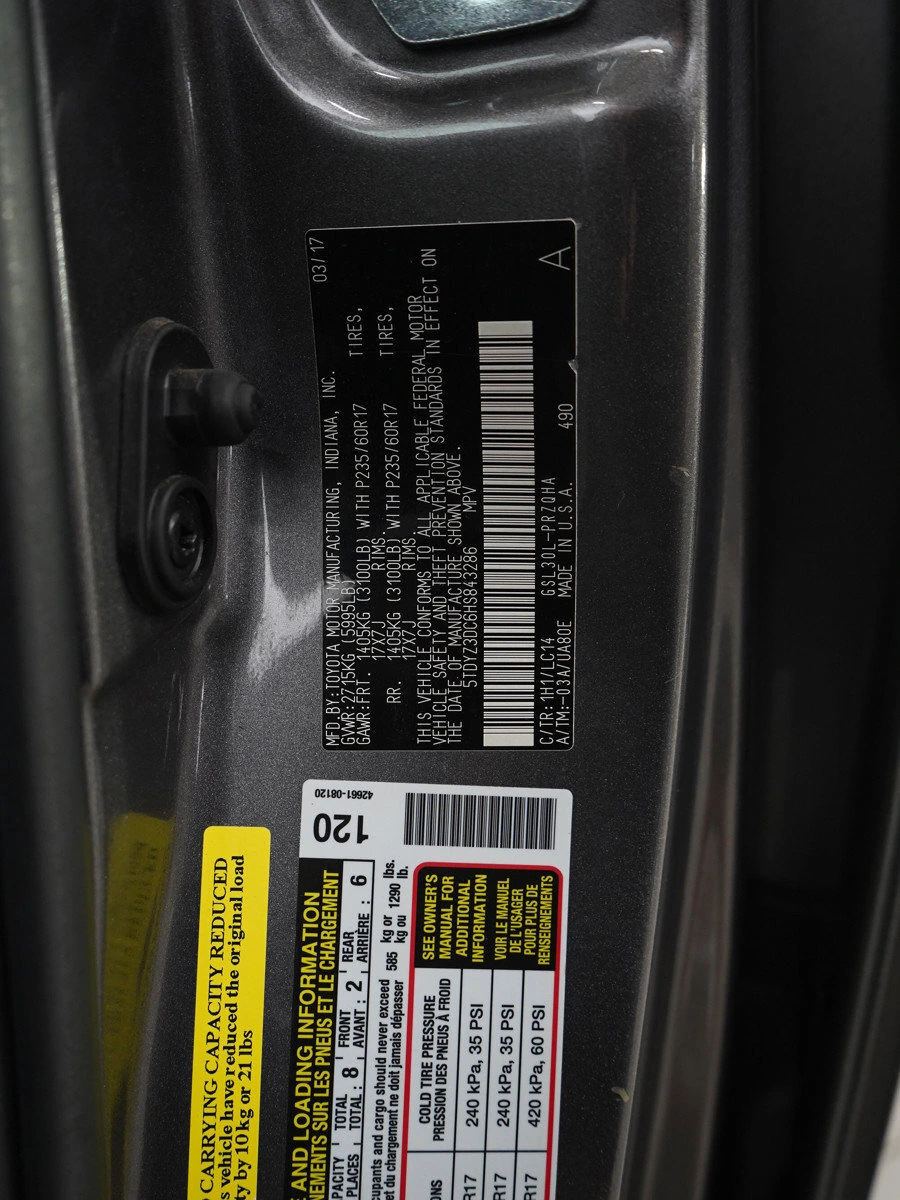 03/17
MFD.BY:TOYOTA MOTOR MANUFACTURING, INDIANA, INC.
GVWR:2715KG (5995LB)
GAWR:FRT. 1405KG (3100LB) WITH P235/60R17 TIRES,
17X7J RIMS,
RR. 1405KG (3100LB) WITH P235/60R17 TIRES,
17X7J RIMS
THIS VEHICLE CONFORMS TO ALL APPLICABLE FEDERAL MOTOR
VEHICLE SAFETY AND THEFT PREVENTION STANDARDS IN EFFECT ON
THE DATE OF MANUFACTURE SHOWN ABOVE.
5TDYZ3DC6HS843286 MPV
C/TR:1H1/LC14 GSL30L-PRZQHA 490 A
A/TM:-03A/UA80E MADE IN U.S.A.
42661-08120
120
E AND LOADING INFORMATION
NEMENTS SUR LES PNEUS ET LE CHARGEMENT
PACITY TOTAL 8 FRONT 2 REAR 6
PLACES TOTAL: AVANT: ARRIÈRE:
upants and cargo should never exceed 585 kg or 1290 lbs.
et du chargement ne doit jamais dépasser kg ou lb.
ONS
COLD TIRE PRESSURE
PRESSION DES PNEUS À FROID
R17 240 kPa, 35 PSI
R17 240 kPa, 35 PSI
R17 420 kPa, 60 PSI
SEE OWNER'S
MANUAL FOR
ADDITIONAL
INFORMATION
VOIR LE MANUEL
DE L'USAGER
POUR PLUS DE
RENSEIGNEMENTS
CARRYING CAPACITY REDUCED
s vehicle have reduced the original load
ty by 10 kg or 21 lbs